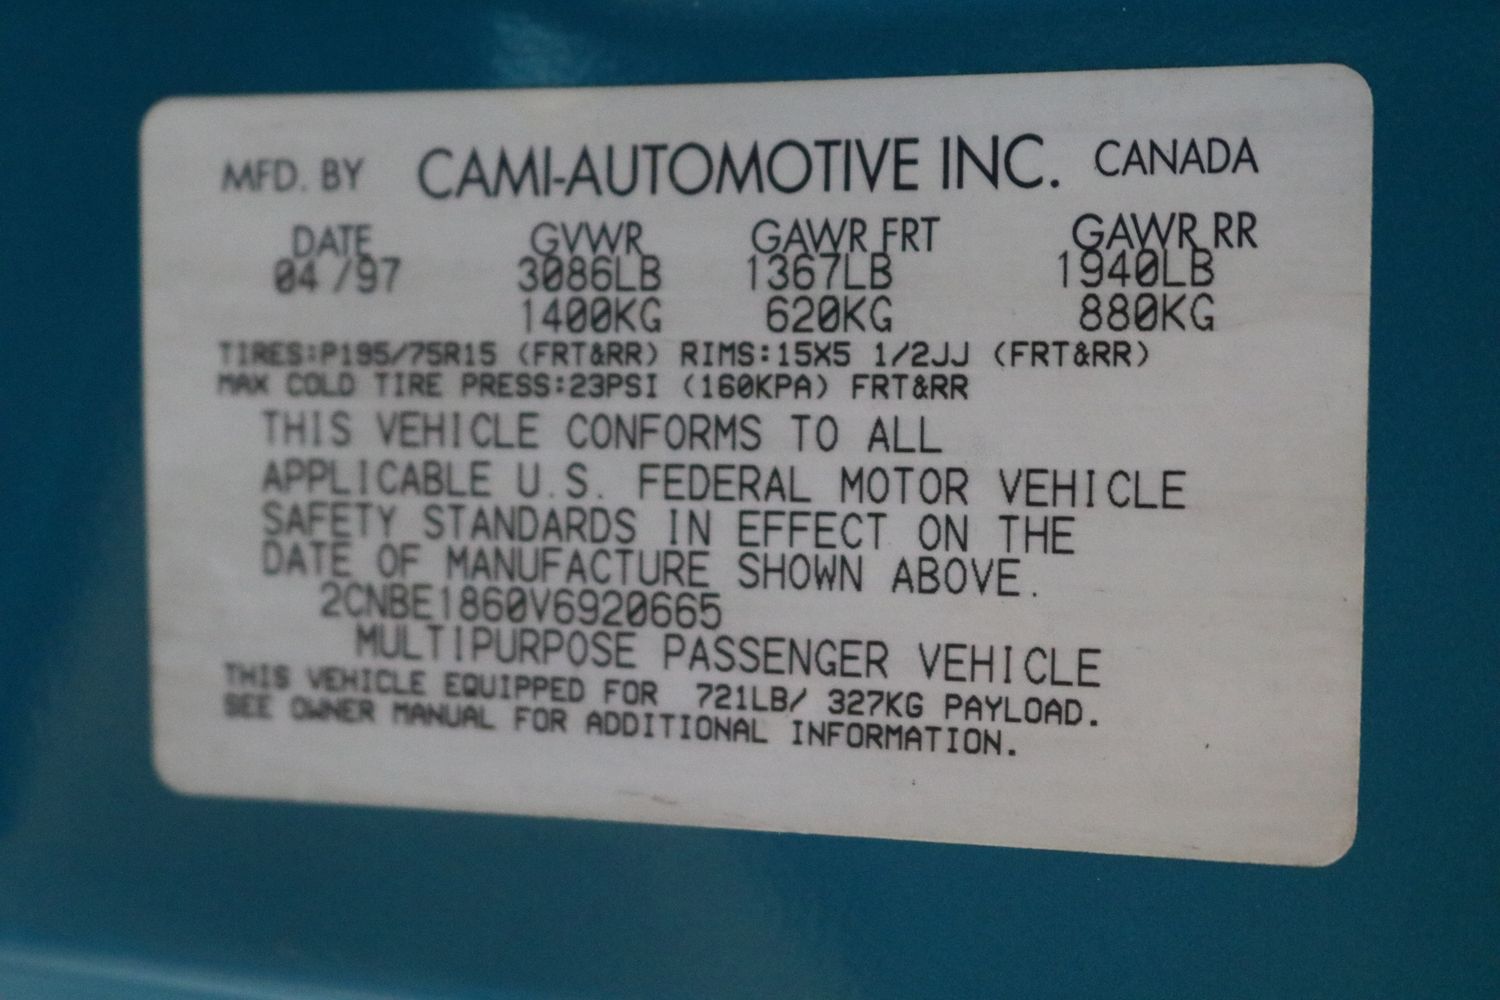 MFD. BY CAMI-AUTOMOTIVE INC. CANADA
DATE GVWR GAWR FRT GAWR RR
04 /97 3086LB 1367LB 1940LB
1400KG 620KG 880KG
TIRES:P195/75R15 (FRT&RR) RIMS:15X5 1/2JJ (FRT&RR)
MAX COLD TIRE PRESS:23PSI (160KPA) FRT&RR
THIS VEHICLE CONFORMS TO ALL
APPLICABLE U.S. FEDERAL MOTOR VEHICLE
SAFETY STANDARDS IN EFFECT ON THE
DATE OF MANUFACTURE SHOWN ABOVE.
2CNBE1860V6920665
MULTIPURPOSE PASSENGER VEHICLE
THIS VEHICLE EQUIPPED FOR 721LB/ 327KG PAYLOAD.
SEE OWNER MANUAL FOR ADDITIONAL INFORMATION.